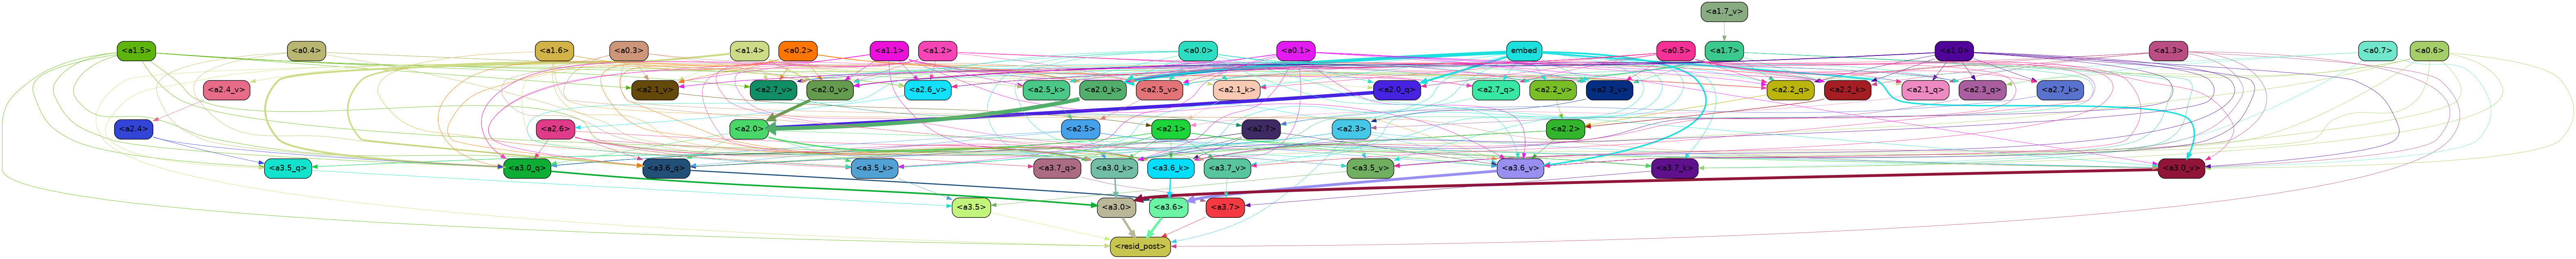 <a1.7_v>
<a1.5> <a0.4> <a1.6> <a0.3> <a1.4> <a0.2> <a1.1> <a1.2> <a0.0> <a0.1> embed <a0.5> <a1.7> <a1.0> <a1.3> <a0.7> <a0.6>
<a2.4_v> <a2.1_v> <a2.7_v> <a2.0_v> <a2.6_v> <a2.5_k> <a2.0_k> <a2.5_v> <a2.1_k> <a2.0_q> <a2.7_q> <a2.2_v> <a2.3_v> <a2.2_q> <a2.2_k> <a2.1_q> <a2.3_q> <a2.7_k>
<a2.4> <a2.6> <a2.0> <a2.5> <a2.1> <a2.7> <a2.3> <a2.2>
<a3.5_q> <a3.0_q> <a3.6_q> <a3.5_k> <a3.7_q> <a3.0_k> <a3.6_k> <a3.7_v> <a3.5_v> <a3.6_v> <a3.7_k> <a3.0_v>
<a3.5> <a3.0> <a3.6> <a3.7>
<resid_post>